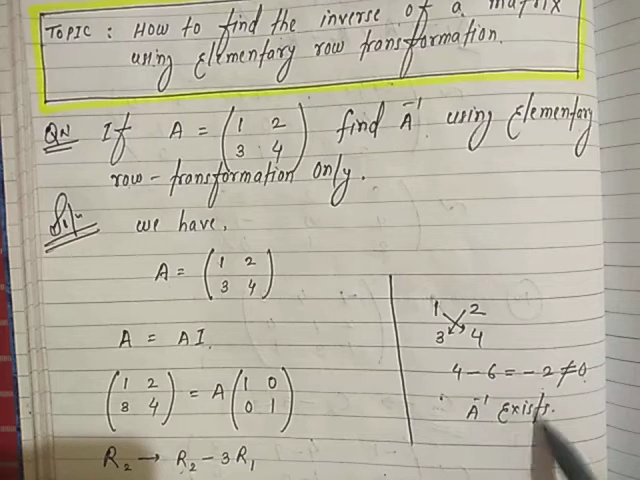 TOPIC: HOW to find the inverse of a matrix
using Elementary row transformation.
QN If A = (1 2
3 4) find A⁻¹ using Elementary
row-transformation only.
Sol:- we have,
A = (1 2
3 4)
A = AI.
(1 2
3 4) = A (1 0
0 1)
R₂ → R₂ - 3R₁
1 2
3 4
4 - 6 = -2 ≠ 0.
∴ A⁻¹ Exists.